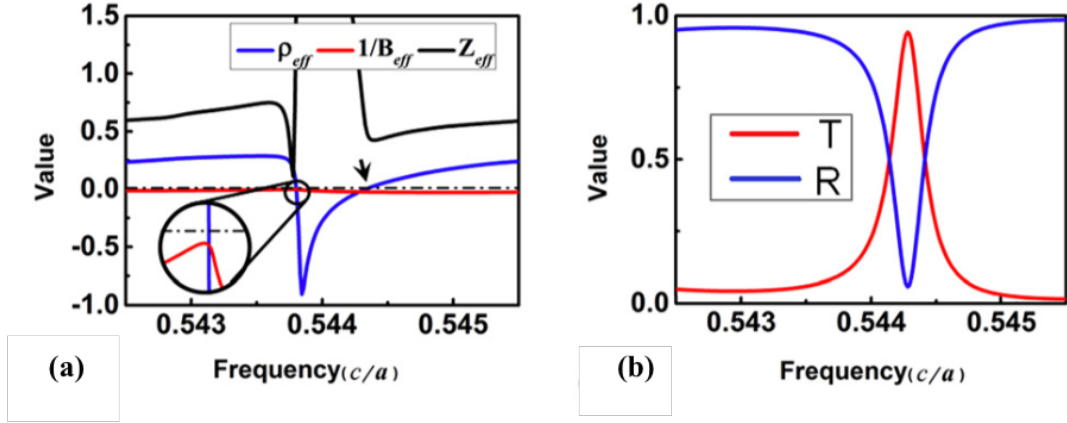 1.5
ρeff 1/Beff Zeff
1.0
0.5
0.0
-0.5
-1.0
Value
0.543 0.544 0.545
Frequency(c/a)
(a)
1.0
0.5
0.0
Value
T
R
0.543 0.544 0.545
Frequency(c/a)
(b)